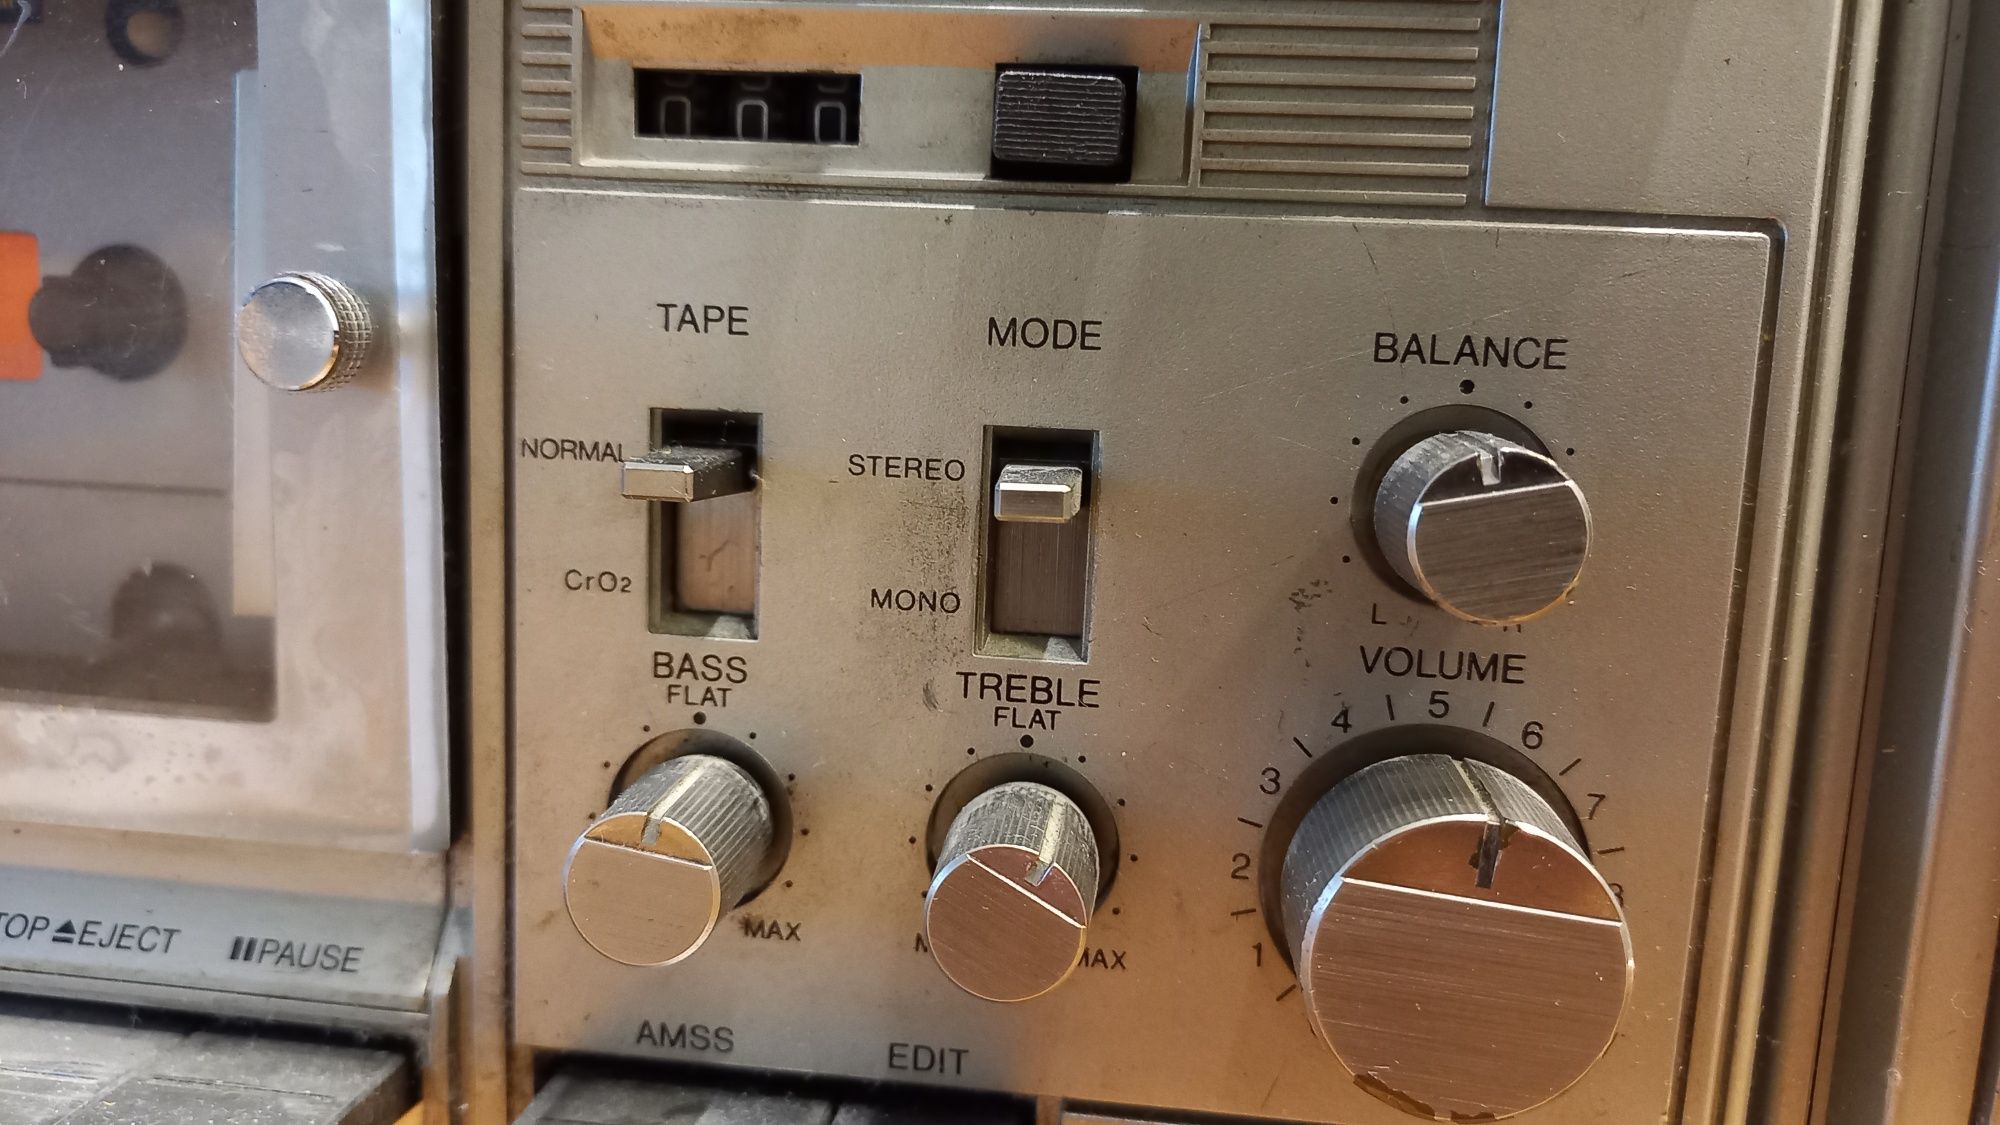 000
TAPE
MODE
BALANCE
NORMAL
STEREO
CrO2
MONO
L
BASS
FLAT
TREBLE
FLAT
VOLUME
1 2 3 4 5 6 7
MAX
MAX
EJECT
PAUSE
AMSS
EDIT